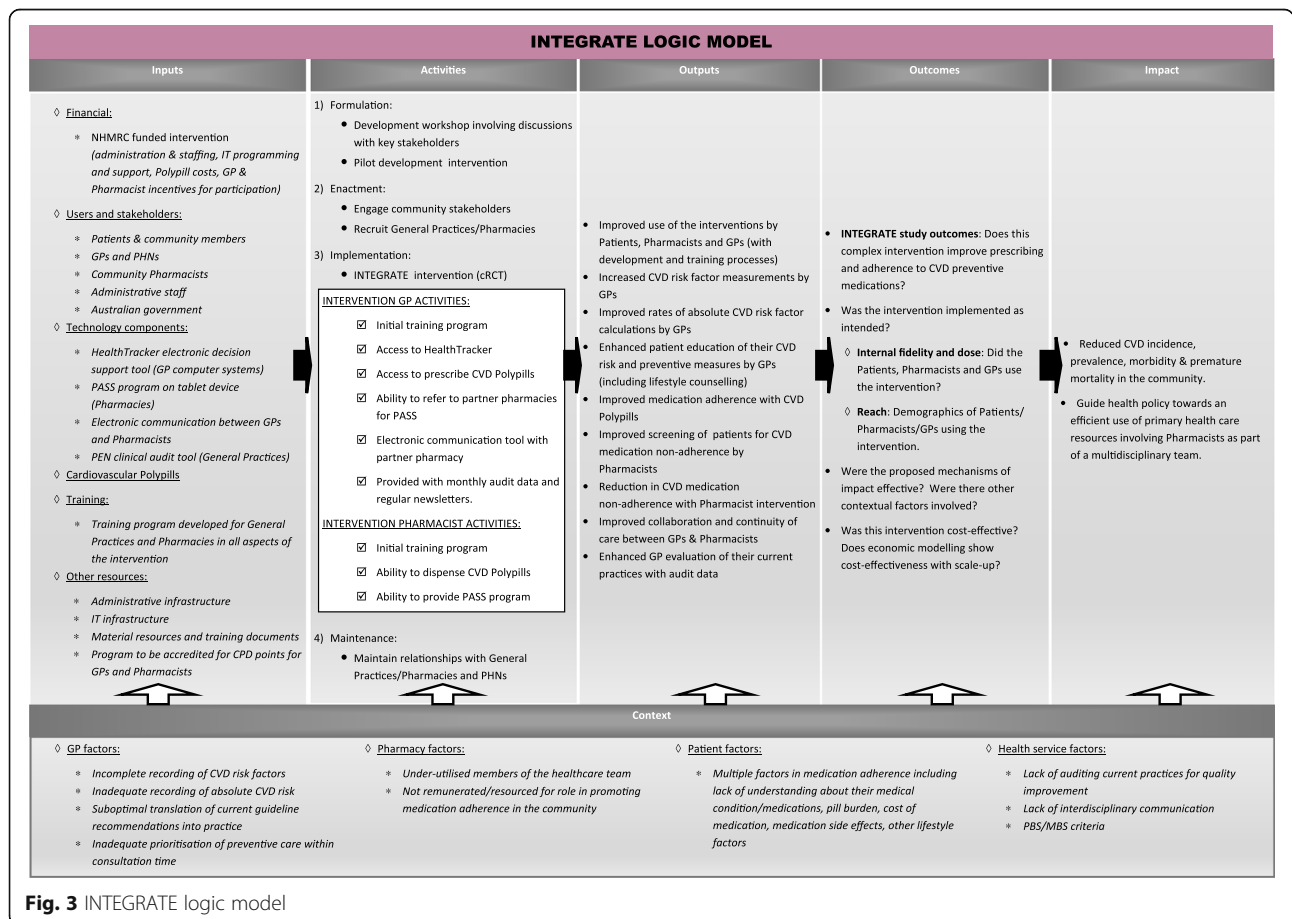 INTEGRATE LOGIC MODEL
Inputs
◊ Financial:
* NHMRC funded intervention
(administration & staffing, IT programming
and support, Polypill costs, GP &
Pharmacist incentives for participation)
◊ Users and stakeholders:
* Patients & community members
* GPs and PHNs
* Community Pharmacists
* Administrative staff
* Australian government
◊ Technology components:
* HealthTracker electronic decision
support tool (GP computer systems)
* PASS program on tablet device
(Pharmacies)
* Electronic communication between GPs
and Pharmacists
* PEN clinical audit tool (General Practices)
◊ Cardiovascular Polypills
◊ Training:
* Training program developed for General
Practices and Pharmacies in all aspects of
the intervention
◊ Other resources:
* Administrative infrastructure
* IT infrastructure
* Material resources and training documents
* Program to be accredited for CPD points for
GPs and Pharmacists
Activities
1) Formulation:
• Development workshop involving discussions
with key stakeholders
• Pilot development intervention
2) Enactment:
• Engage community stakeholders
• Recruit General Practices/Pharmacies
3) Implementation:
• INTEGRATE intervention (cRCT)
INTERVENTION GP ACTIVITIES:
☑ Initial training program
☑ Access to HealthTracker
☑ Access to prescribe CVD Polypills
☑ Ability to refer to partner pharmacies
for PASS
☑ Electronic communication tool with
partner pharmacy
☑ Provided with monthly audit data and
regular newsletters.
INTERVENTION PHARMACIST ACTIVITIES:
☑ Initial training program
☑ Ability to dispense CVD Polypills
☑ Ability to provide PASS program
4) Maintenance:
• Maintain relationships with General
Practices/Pharmacies and PHNs
Outputs
• Improved use of the interventions by
Patients, Pharmacists and GPs (with
development and training processes)
• Increased CVD risk factor measurements by
GPs
• Improved rates of absolute CVD risk factor
calculations by GPs
• Enhanced patient education of their CVD
risk and preventive measures by GPs
(including lifestyle counselling)
• Improved medication adherence with CVD
Polypills
• Improved screening of patients for CVD
medication non-adherence by
Pharmacists
• Reduction in CVD medication
non-adherence with Pharmacist intervention
• Improved collaboration and continuity of
care between GPs & Pharmacists
• Enhanced GP evaluation of their current
practices with audit data
Outcomes
• INTEGRATE study outcomes: Does this
complex intervention improve prescribing
and adherence to CVD preventive
medications?
• Was the intervention implemented as
intended?
◊ Internal fidelity and dose: Did the
Patients, Pharmacists and GPs use
the intervention?
◊ Reach: Demographics of Patients/
Pharmacists/GPs using the
intervention.
• Were the proposed mechanisms of
impact effective? Were there other
contextual factors involved?
• Was this intervention cost-effective?
Does economic modelling show
cost-effectiveness with scale-up?
Impact
• Reduced CVD incidence,
prevalence, morbidity & premature
mortality in the community.
• Guide health policy towards an
efficient use of primary health care
resources involving Pharmacists as part
of a multidisciplinary team.
Context
◊ GP factors:
* Incomplete recording of CVD risk factors
* Inadequate recording of absolute CVD risk
* Suboptimal translation of current guideline
recommendations into practice
* Inadequate prioritisation of preventive care within
consultation time
◊ Pharmacy factors:
* Under-utilised members of the healthcare team
* Not remunerated/resourced for role in promoting
medication adherence in the community
◊ Patient factors:
* Multiple factors in medication adherence including
lack of understanding about their medical
condition/medications, pill burden, cost of
medication, medication side effects, other lifestyle
factors
◊ Health service factors:
* Lack of auditing current practices for quality
improvement
* Lack of interdisciplinary communication
* PBS/MBS criteria
Fig. 3 INTEGRATE logic model